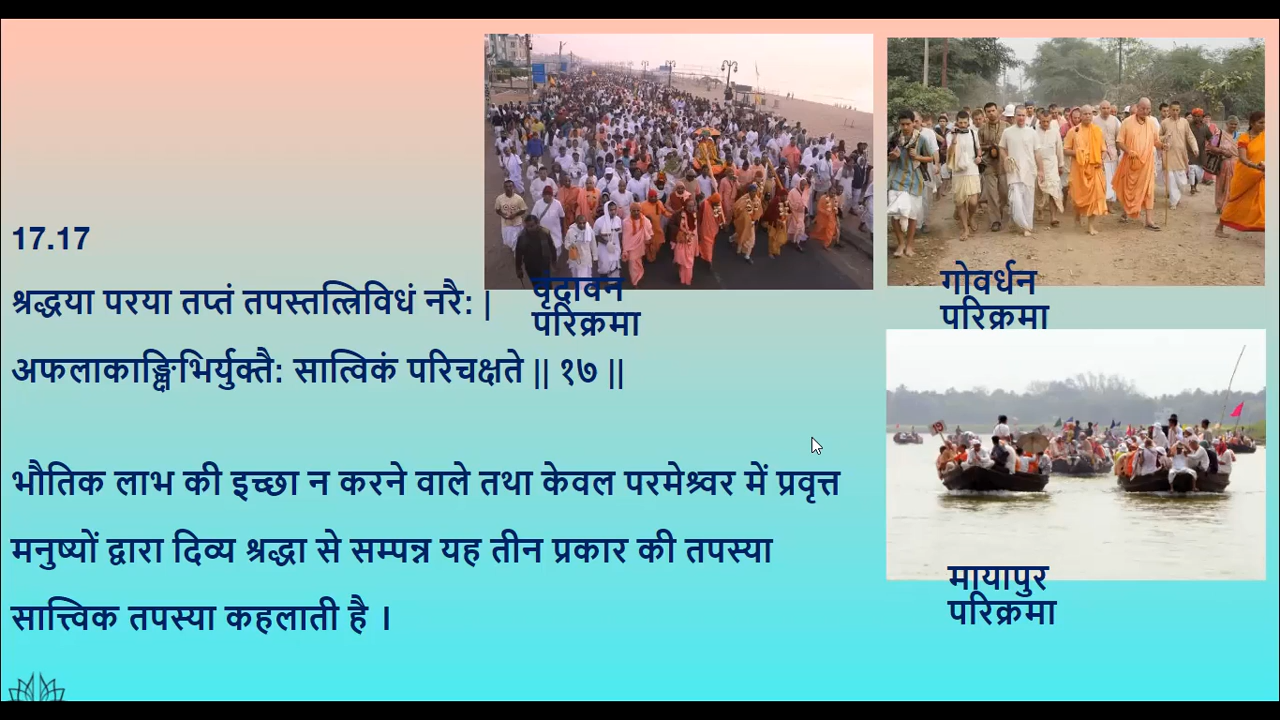 17.17
श्रद्धया परया तप्तं तपस्तत्त्रिविधं नरै: |
अफलाकाङ्क्षिभिर्युक्तै: सात्विकं परिचक्षते || १७ ||
भौतिक लाभ की इच्छा न करने वाले तथा केवल परमेश्र्वर में प्रवृत्त
मनुष्यों द्वारा दिव्य श्रद्धा से सम्पन्न यह तीन प्रकार की तपस्या
सात्त्विक तपस्या कहलाती है ।
वृंदावन
परिक्रमा
गोवर्धन
परिक्रमा
मायापुर
परिक्रमा